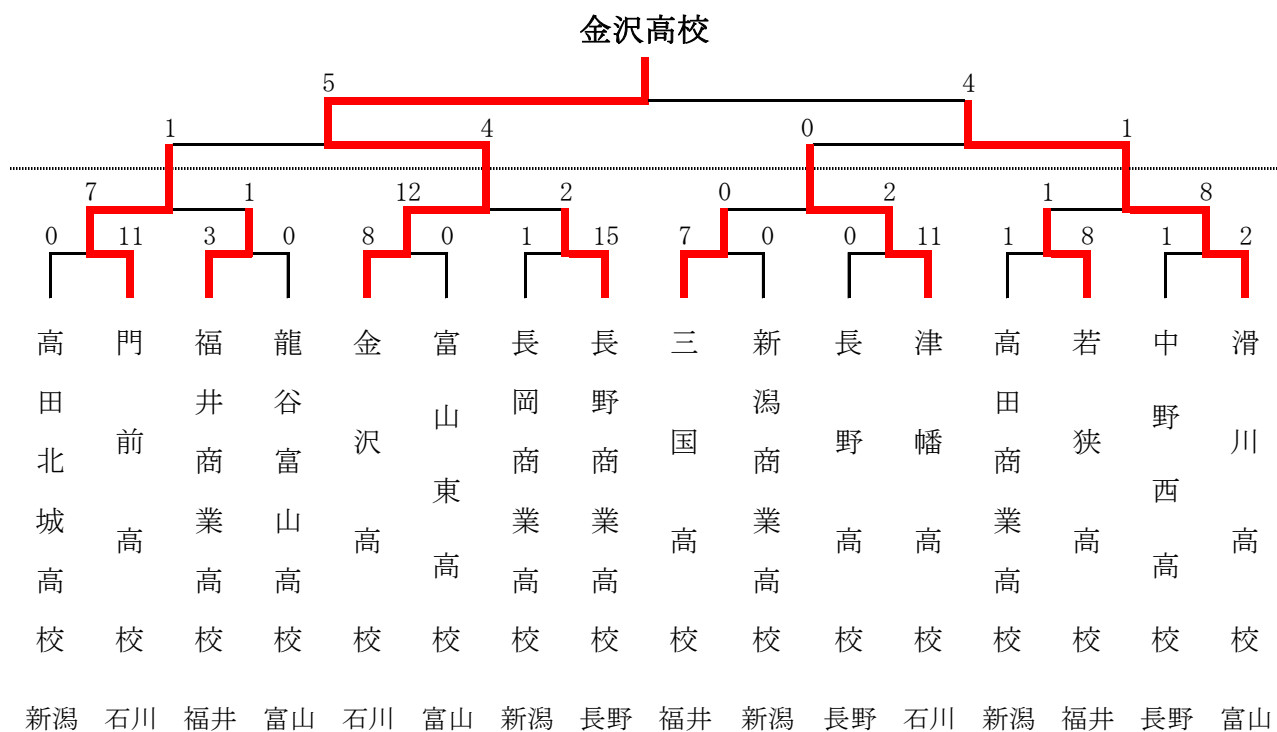 金沢高校
5 4
1 4 0 1
7 1 12 2 0 2 1 8
0 11 3 0 8 0 1 15 7 0 0 11 1 8 1 2
高田北城高校
門前高校
福井商業高校
龍谷富山高校
金沢高校
富山東高校
長岡商業高校
長野商業高校
三国高校
新潟商業高校
長野高校
津幡高校
高田商業高校
若狭高校
中野西高校
滑川高校
新潟 石川 福井 富山 石川 富山 新潟 長野 福井 新潟 長野 石川 新潟 福井 長野 富山